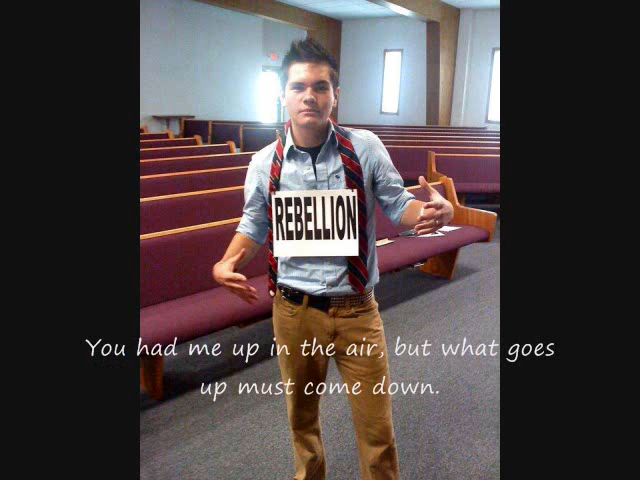 REBELLION
You had me up in the air, but what goes
up must come down.